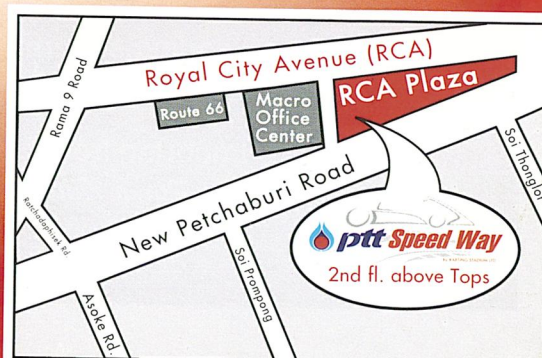 Royal City Avenue (RCA)
Rama 9 Road
Route 66
Macro
Office
Center
RCA Plaza
Soi Thonglor
Ratchadaphisek Rd.
New Petchaburi Road
Soi Prompong
Asoke Rd.
ptt Speed Way
2nd fl. above Tops